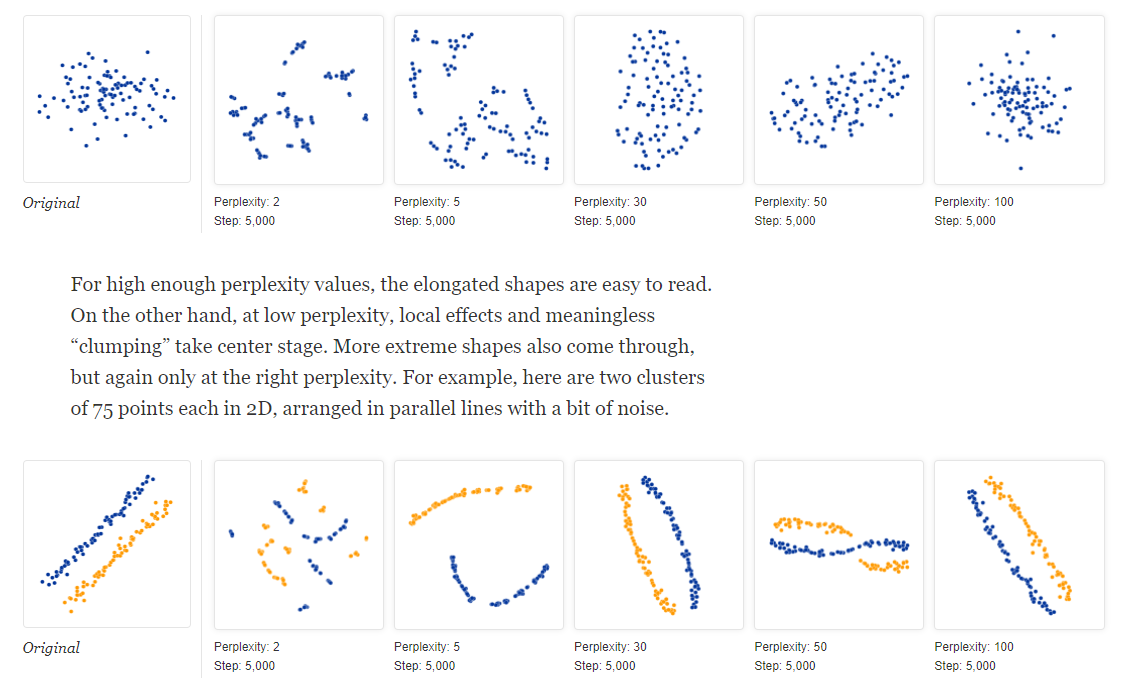 Original
Perplexity: 2
Step: 5,000
Perplexity: 5
Step: 5,000
Perplexity: 30
Step: 5,000
Perplexity: 50
Step: 5,000
Perplexity: 100
Step: 5,000
For high enough perplexity values, the elongated shapes are easy to read.
On the other hand, at low perplexity, local effects and meaningless
“clumping” take center stage. More extreme shapes also come through,
but again only at the right perplexity. For example, here are two clusters
of 75 points each in 2D, arranged in parallel lines with a bit of noise.
Original
Perplexity: 2
Step: 5,000
Perplexity: 5
Step: 5,000
Perplexity: 30
Step: 5,000
Perplexity: 50
Step: 5,000
Perplexity: 100
Step: 5,000